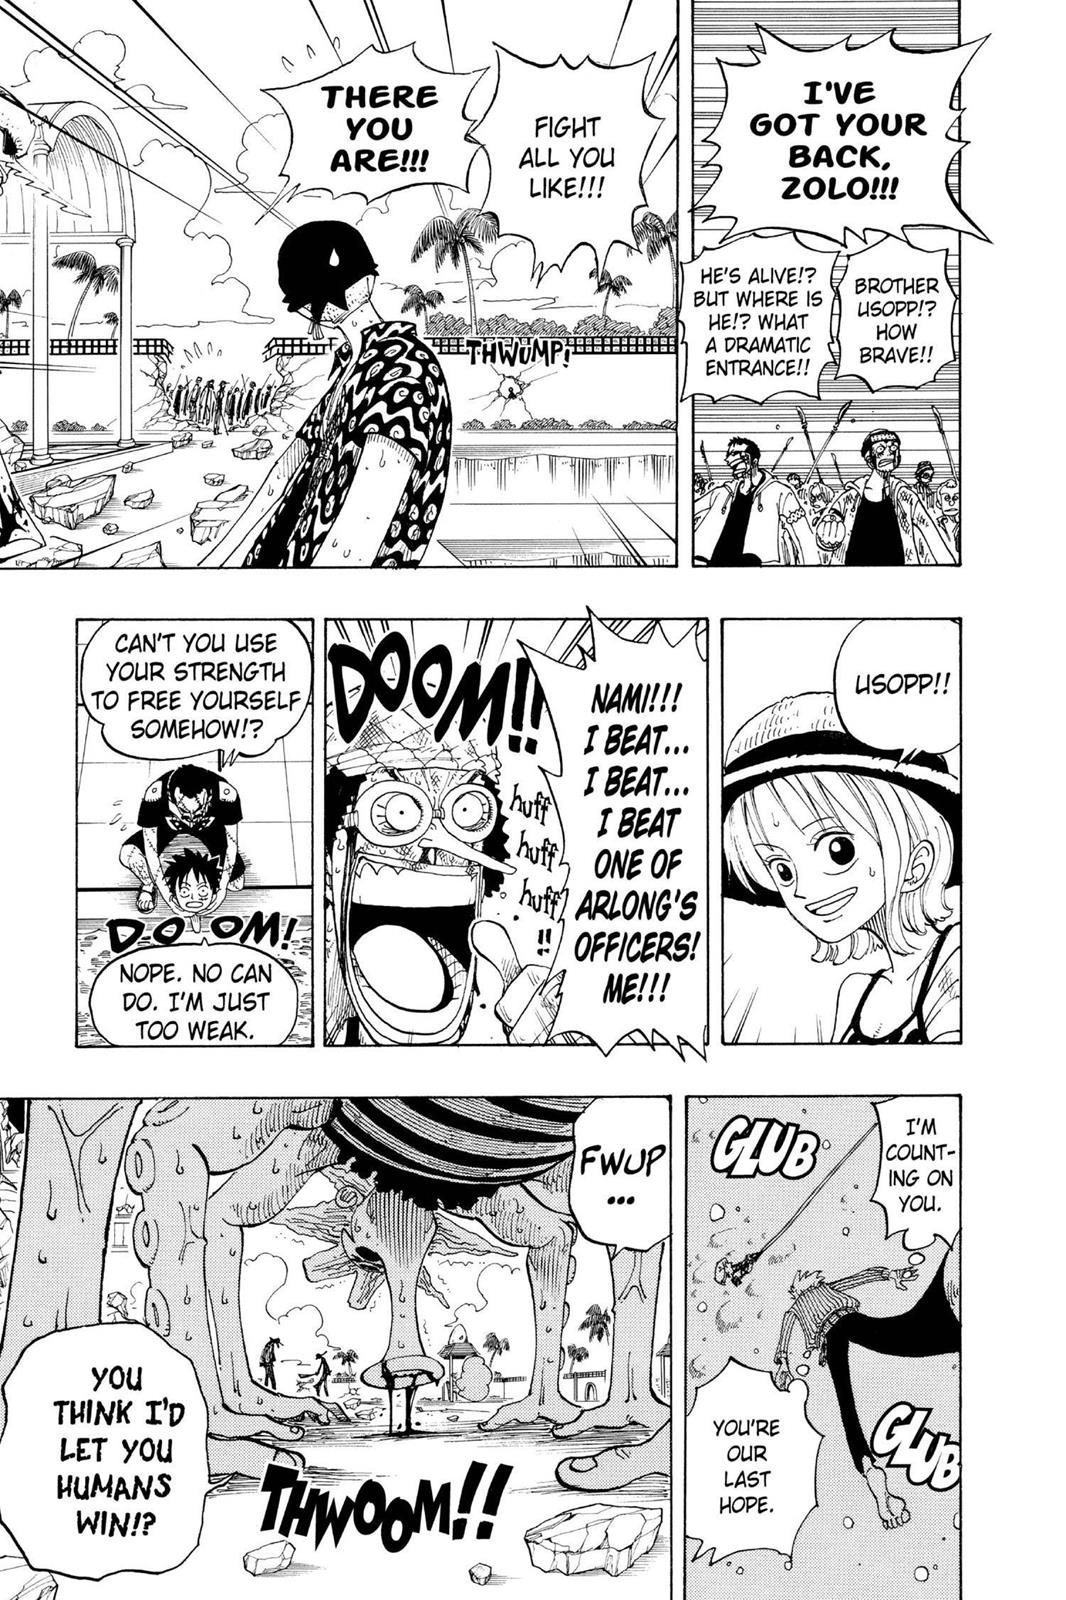 I'VE
GOT YOUR
BACK,
ZOLO!!!
BROTHER
USOPP!?
HOW
BRAVE!!
HE'S ALIVE!?
BUT WHERE IS
HE!? WHAT
A DRAMATIC
ENTRANCE!!
FIGHT
ALL YOU
LIKE!!!
THERE
YOU
ARE!!!
THWUMP!
USOPP!!
NAMI!!!
I BEAT...
I BEAT...
I BEAT
ONE OF
ARLONG'S
OFFICERS!
ME!!!
DOOM!!
huff
huff
huff
!!
CAN'T YOU USE
YOUR STRENGTH
TO FREE YOURSELF
SOMEHOW!?
DOOM!
NOPE. NO CAN
DO. I'M JUST
TOO WEAK.
I'M
COUNT-
ING ON
YOU.
GLUB
YOU'RE
OUR
LAST
HOPE.
GLUB
FWUP
...
YOU
THINK I'D
LET YOU
HUMANS
WIN!?
THWOOM!!